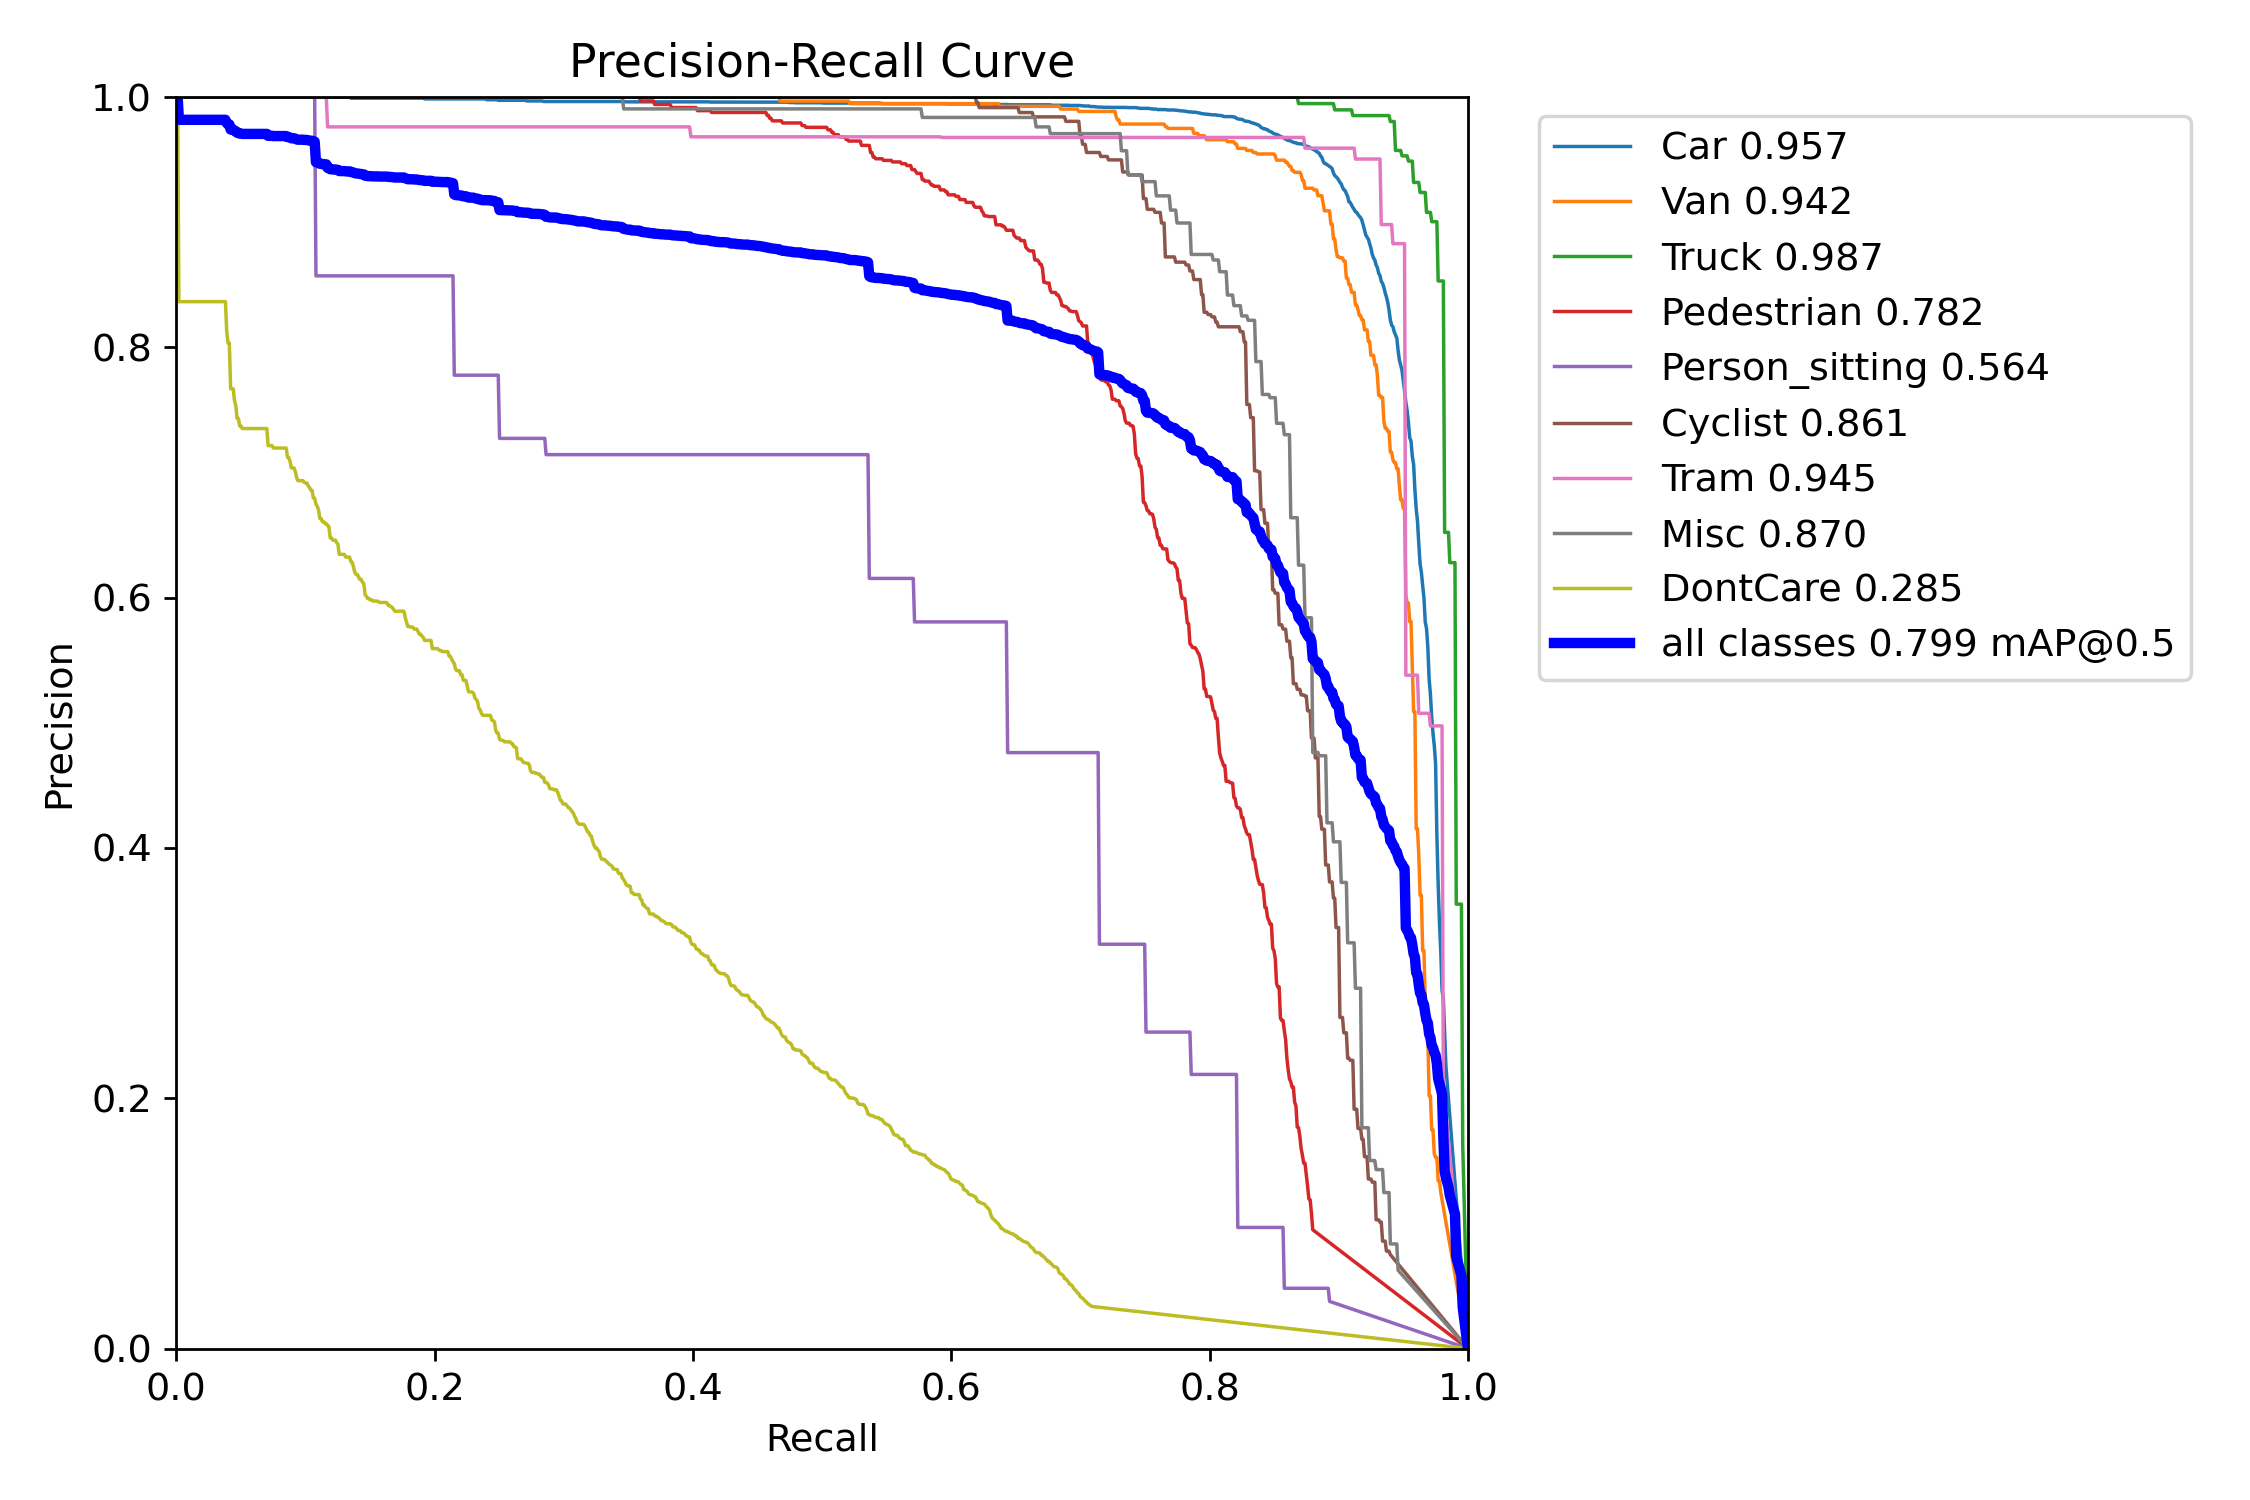 Precision-Recall Curve
1.0
0.8
0.6
0.4
0.2
0.0
Precision
0.0 0.2 0.4 0.6 0.8 1.0
Recall
Car 0.957
Van 0.942
Truck 0.987
Pedestrian 0.782
Person_sitting 0.564
Cyclist 0.861
Tram 0.945
Misc 0.870
DontCare 0.285
all classes 0.799 mAP@0.5